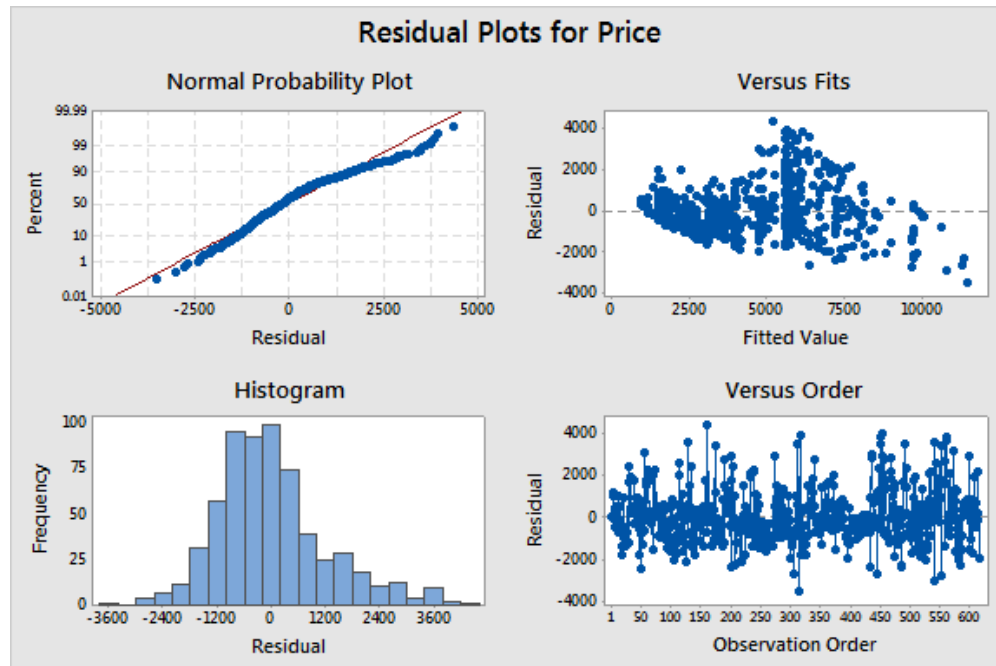 Residual Plots for Price
Normal Probability Plot
99.99
99
90
50
10
1
0.01
Percent
-5000 -2500 0 2500 5000
Residual
Versus Fits
4000
2000
0
-2000
-4000
Residual
0 2500 5000 7500 10000
Fitted Value
Histogram
100
75
50
25
0
Frequency
-3600 -2400 -1200 0 1200 2400 3600
Residual
Versus Order
4000
2000
0
-2000
-4000
Residual
1 50 100 150 200 250 300 350 400 450 500 550 600
Observation Order